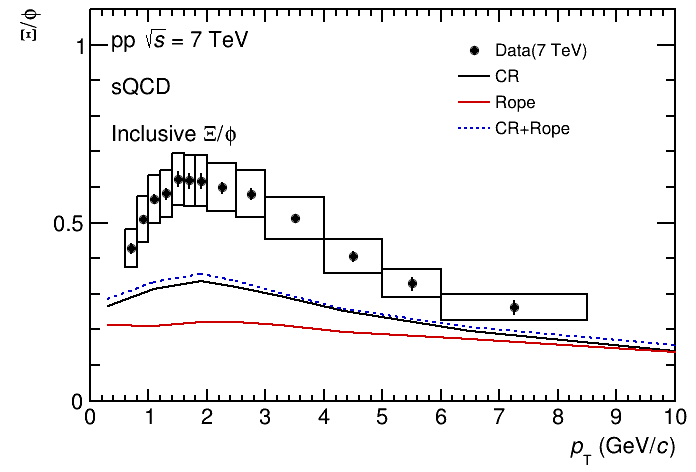 Ξ/ϕ
pp √s = 7 TeV
sQCD
Inclusive Ξ/ϕ
Data(7 TeV)
CR
Rope
CR+Rope
1
0.5
0
0 1 2 3 4 5 6 7 8 9 10
p_T (GeV/c)